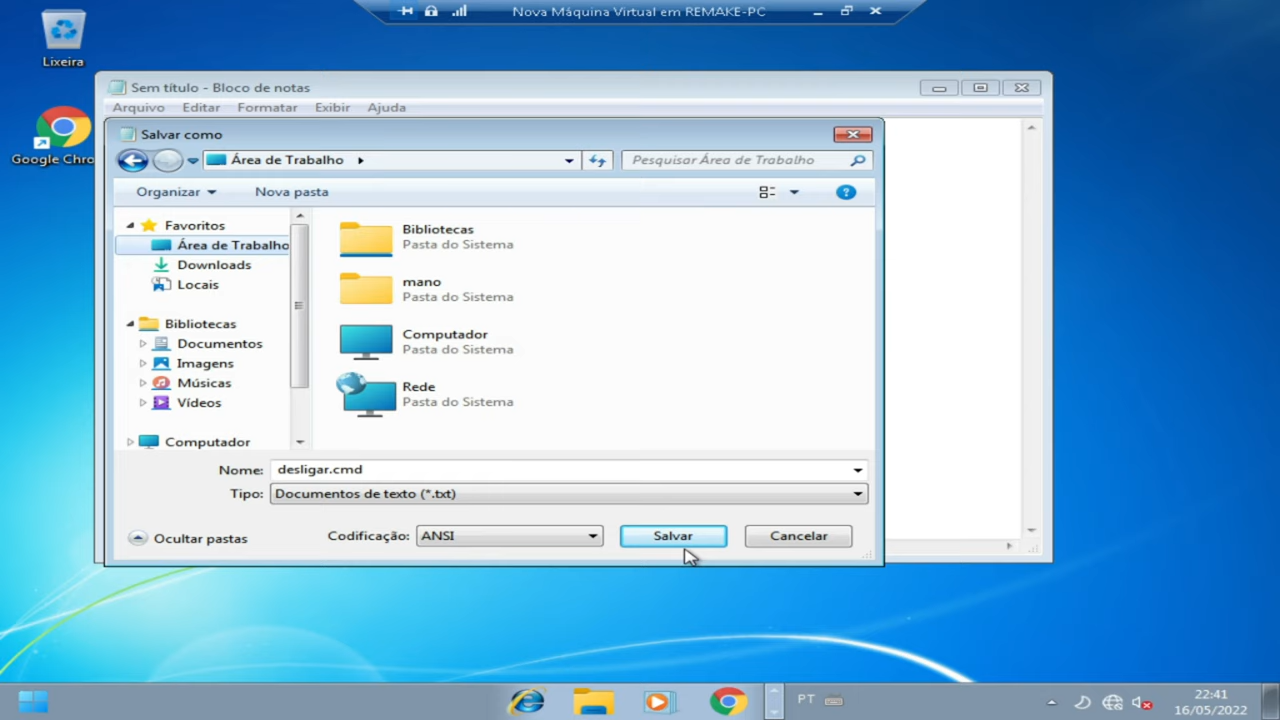 Nova Máquina Virtual em REMAKE-PC
Lixeira
Google Chro
Sem título - Bloco de notas
Arquivo Editar Formatar Exibir Ajuda
Salvar como
Área de Trabalho
Pesquisar Área de Trabalho
Organizar Nova pasta
Favoritos
Área de Trabalho
Downloads
Locais
Bibliotecas
Documentos
Imagens
Músicas
Vídeos
Computador
Bibliotecas
Pasta do Sistema
mano
Pasta do Sistema
Computador
Pasta do Sistema
Rede
Pasta do Sistema
Nome: desligar.cmd
Tipo: Documentos de texto (*.txt)
Ocultar pastas Codificação: ANSI Salvar Cancelar
PT
22:41
16/05/2022